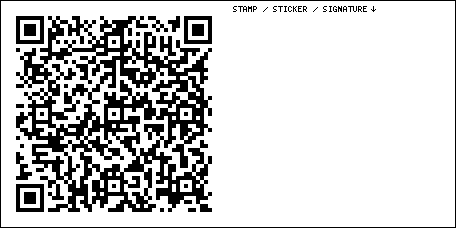 STAMP / STICKER / SIGNATURE ↓